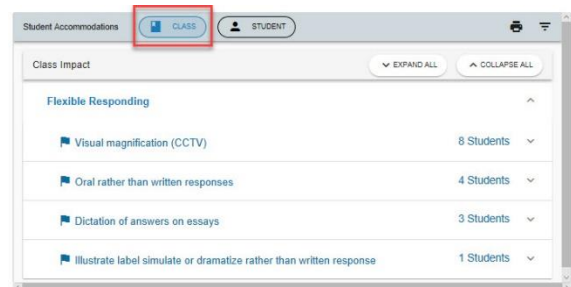 Student Accommodations CLASS STUDENT
Class Impact EXPAND ALL COLLAPSE ALL
Flexible Responding
Visual magnification (CCTV) 8 Students
Oral rather than written responses 4 Students
Dictation of answers on essays 3 Students
Illustrate label simulate or dramatize rather than written response 1 Students